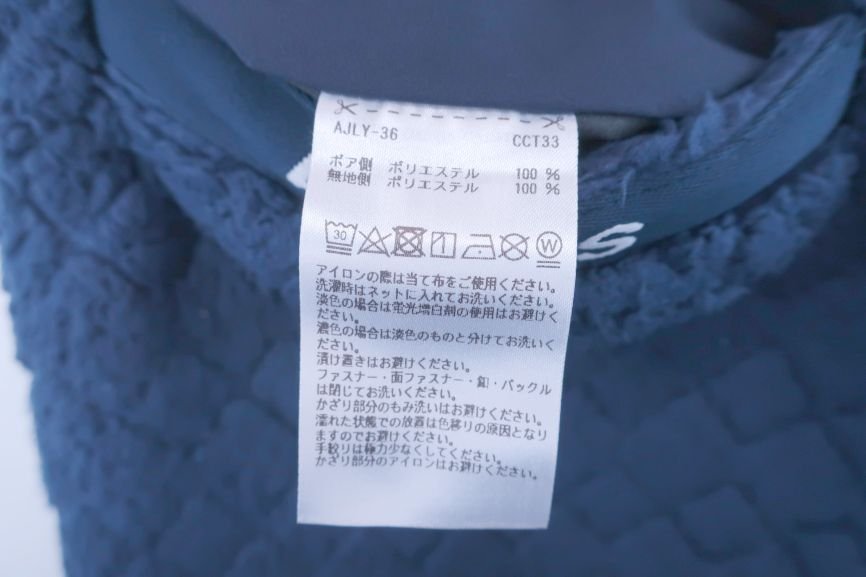 AJLY-36 CCT33
ボア側 ポリエステル 100 %
無地側 ポリエステル 100 %
30 W
アイロンの際は当て布をご使用ください。
洗濯時はネットに入れてお洗いください。
淡色の場合は蛍光増白剤の使用はお避けく
ださい。
濃色の場合は淡色のものと分けてお洗いく
ださい。
漬け置きはお避けください。
ファスナー・面ファスナー・釦・バックル
は閉じてお洗いください。
かざり部分のもみ洗いはお避けください。
濡れた状態での放置は色移りの原因となり
ますのでお避けください。
手絞りは極力少なくしてください。
かざり部分のアイロンはお避けください。
S